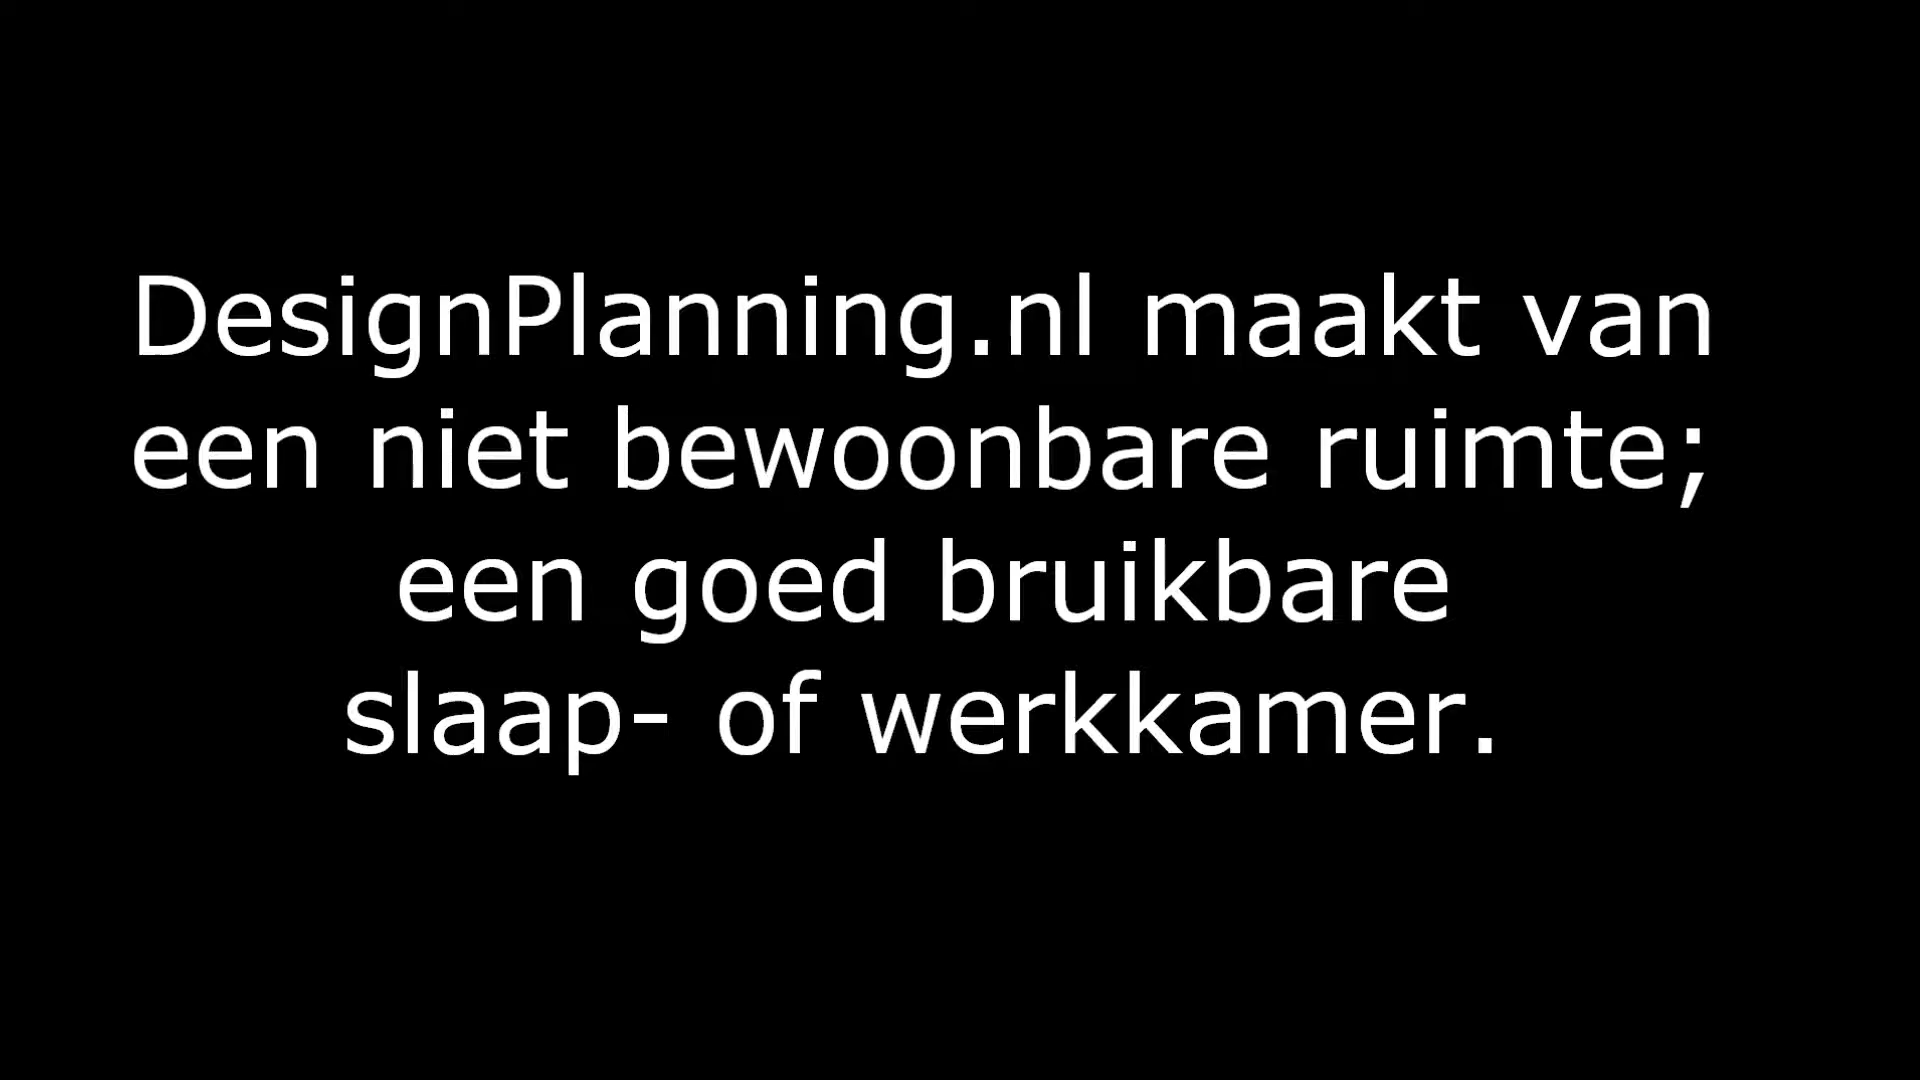 DesignPlanning.nl maakt van
een niet bewoonbare ruimte;
een goed bruikbare
slaap- of werkkamer.